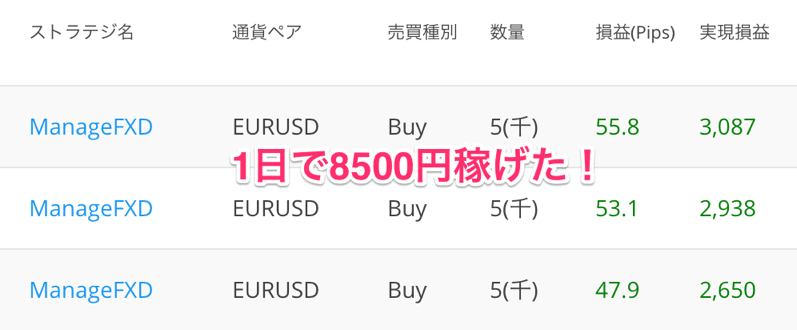 ストラテジ名 通貨ペア 売買種別 数量 損益(Pips) 実現損益
ManageFXD EURUSD Buy 5(千) 55.8 3,087
1日で8500円稼げた！
ManageFXD EURUSD Buy 5(千) 53.1 2,938
ManageFXD EURUSD Buy 5(千) 47.9 2,650